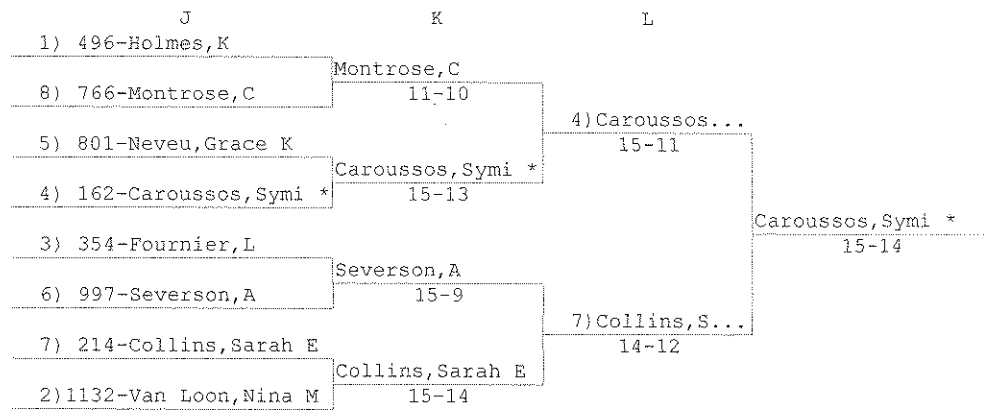 J K L
1) 496-Holmes,K
Montrose,C
11-10
8) 766-Montrose,C
4)Caroussos...
15-11
5) 801-Neveu,Grace K
Caroussos,Symi *
15-13
4) 162-Caroussos,Symi *
Caroussos,Symi *
15-14
3) 354-Fournier,L
Severson,A
15-9
6) 997-Severson,A
7)Collins,S...
14-12
7) 214-Collins,Sarah E
Collins,Sarah E
15-14
2)1132-Van Loon,Nina M